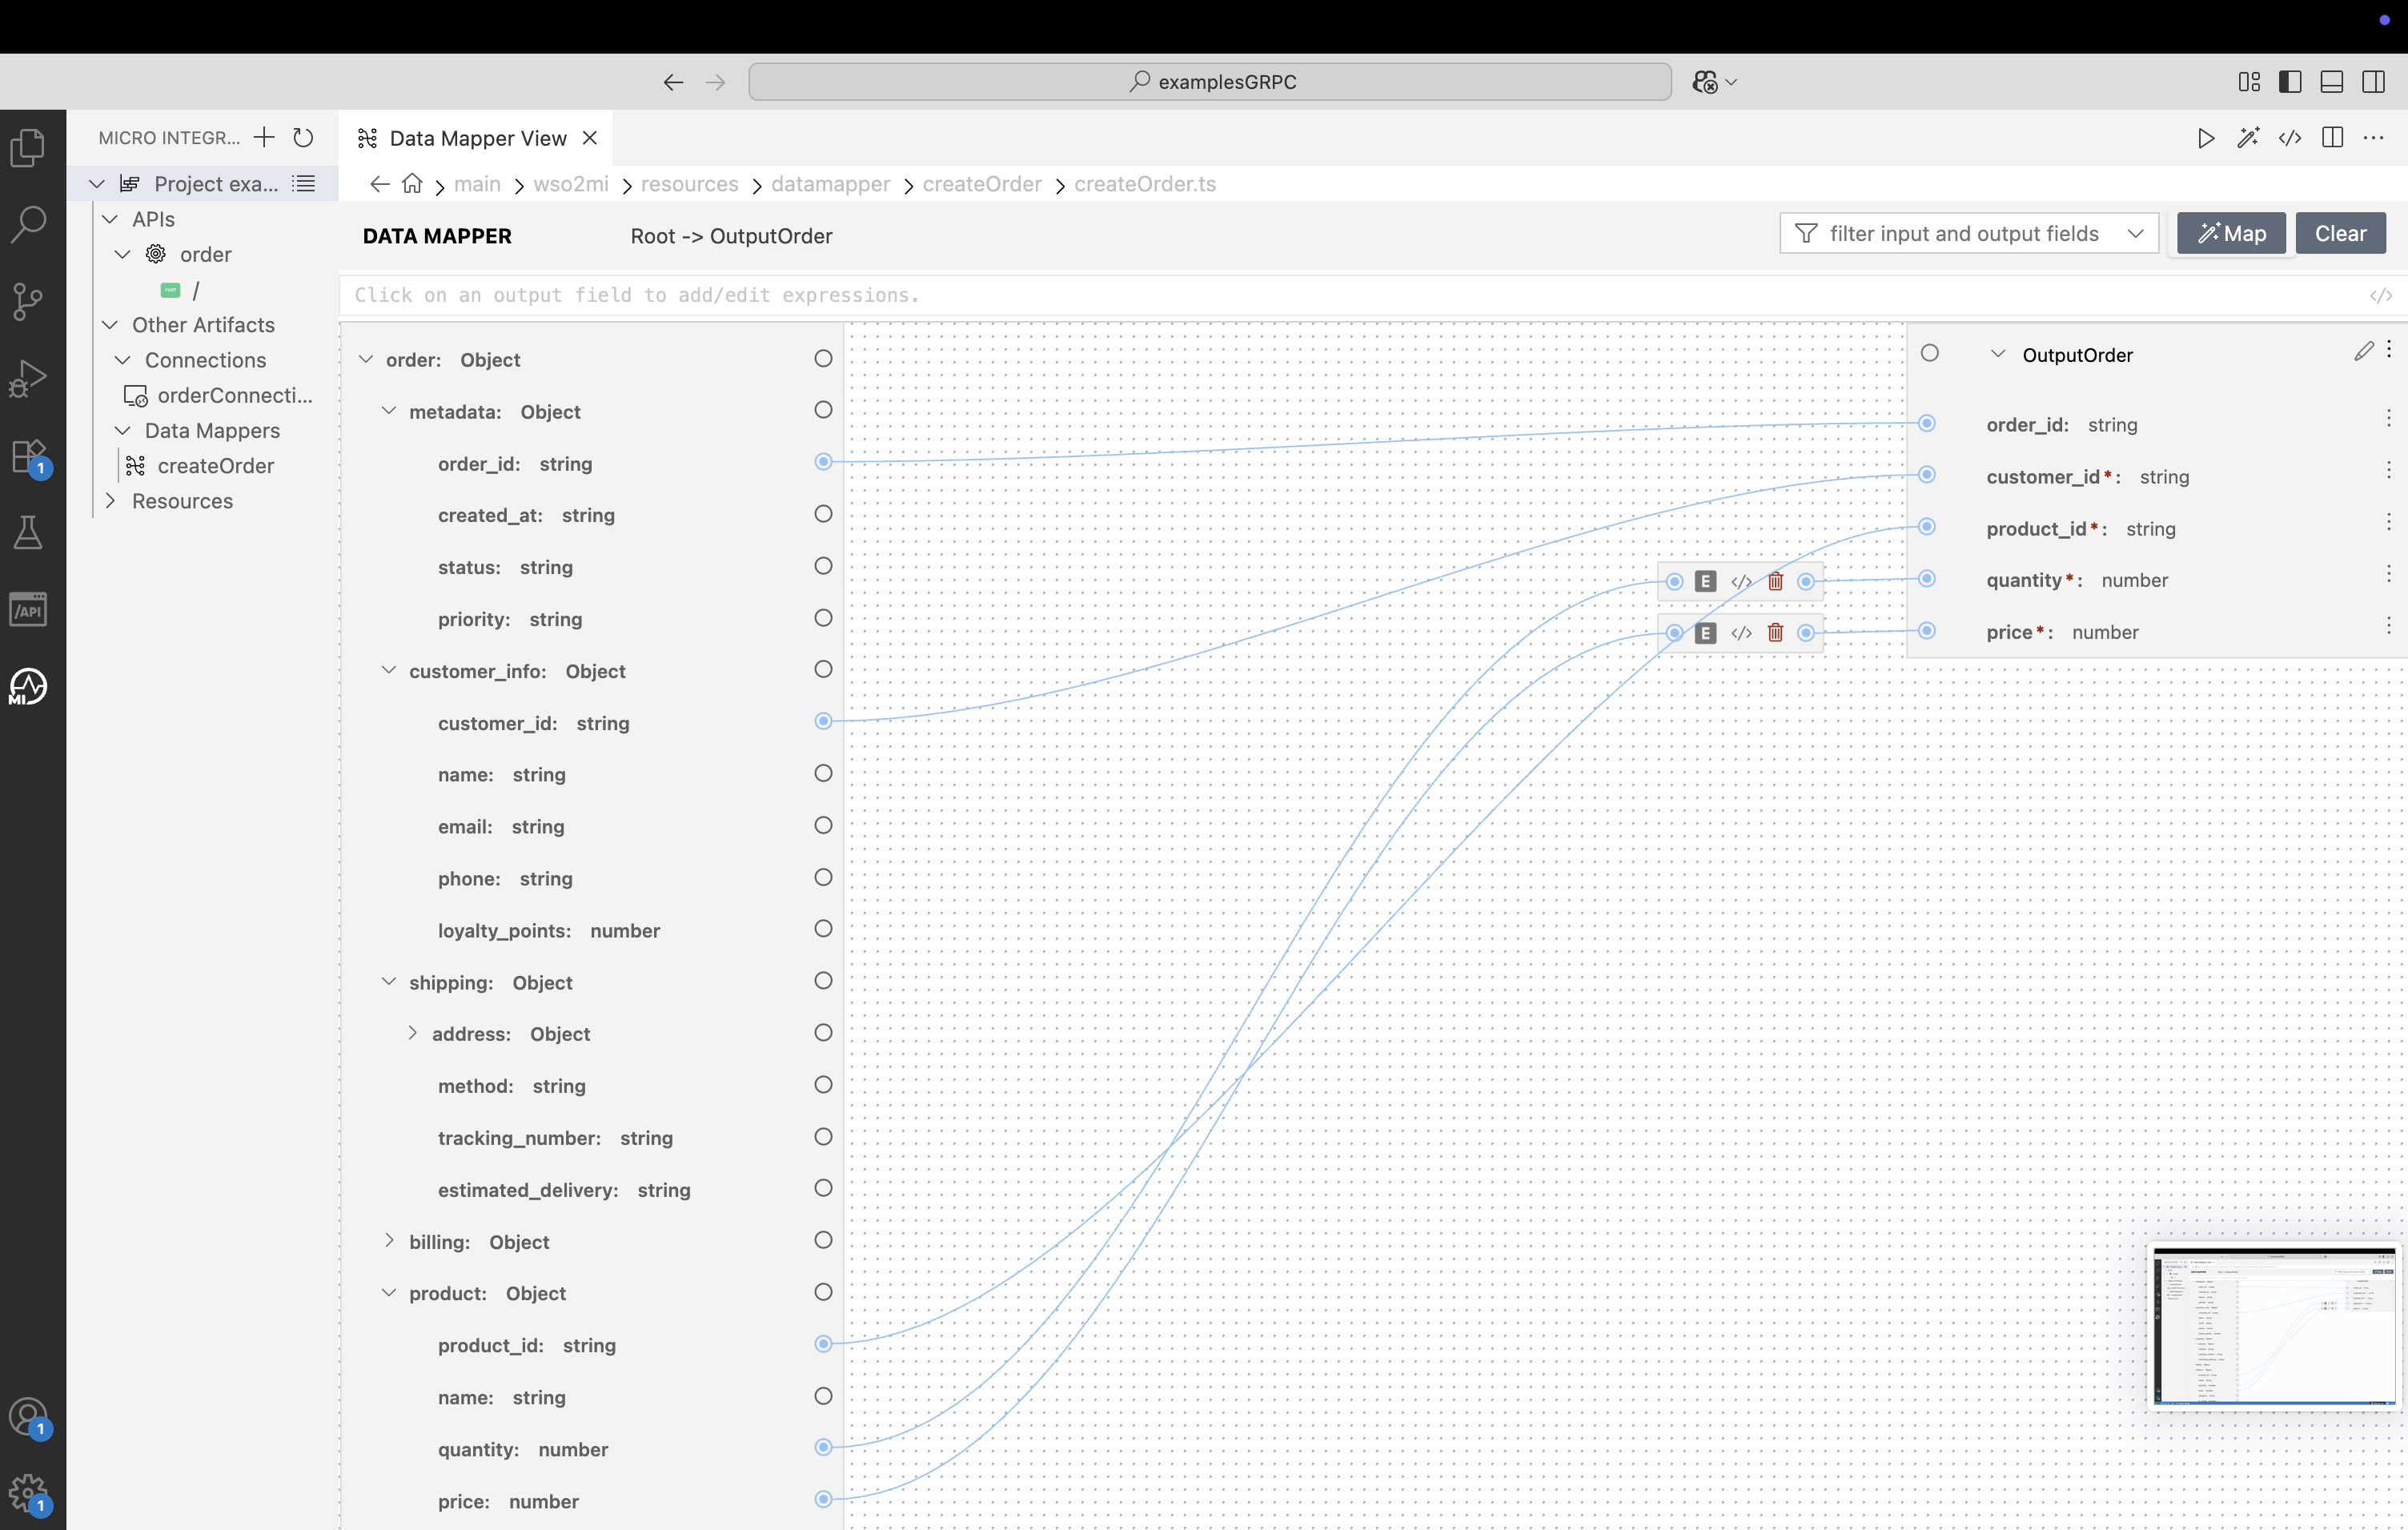 examplesGRPC
MICRO INTEGR...
Data Mapper View
Project exa...
main wso2mi resources datamapper createOrder createOrder.ts
APIs
order
/
Other Artifacts
Connections
orderConnecti...
Data Mappers
createOrder
Resources
DATA MAPPER Root -> OutputOrder
filter input and output fields
Map
Clear
Click on an output field to add/edit expressions.
order: Object
metadata: Object
order_id: string
created_at: string
status: string
priority: string
customer_info: Object
customer_id: string
name: string
email: string
phone: string
loyalty_points: number
shipping: Object
address: Object
method: string
tracking_number: string
estimated_delivery: string
billing: Object
product: Object
product_id: string
name: string
quantity: number
price: number
E
E
OutputOrder
order_id: string
customer_id*: string
product_id*: string
quantity*: number
price*: number
1
/API
MI
1
1